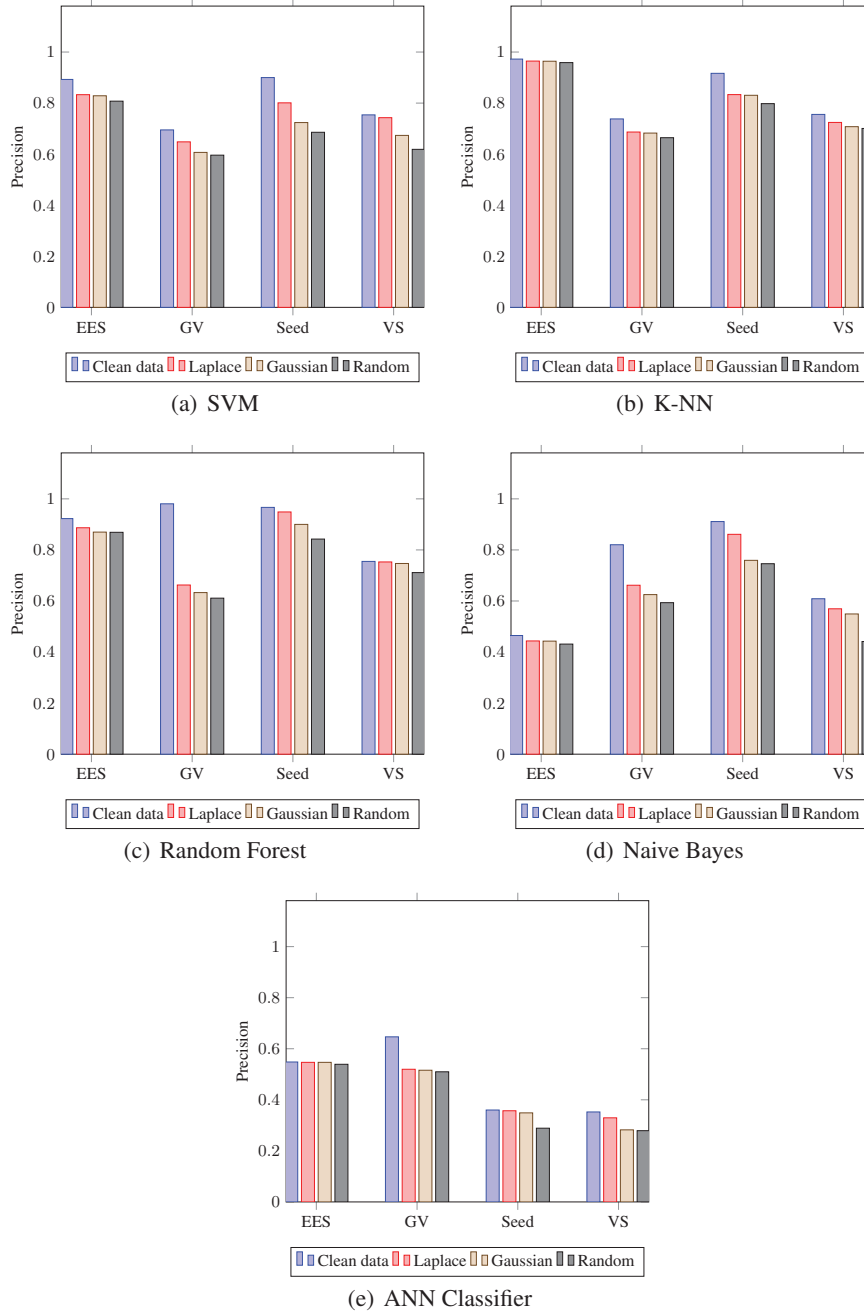 1
0.8
0.6
0.4
0.2
0
Precision
EES GV Seed VS
Clean data Laplace Gaussian Random
(a) SVM
1
0.8
0.6
0.4
0.2
0
Precision
EES GV Seed VS
Clean data Laplace Gaussian Random
(b) K-NN
1
0.8
0.6
0.4
0.2
0
Precision
EES GV Seed VS
Clean data Laplace Gaussian Random
(c) Random Forest
1
0.8
0.6
0.4
0.2
0
Precision
EES GV Seed VS
Clean data Laplace Gaussian Random
(d) Naive Bayes
1
0.8
0.6
0.4
0.2
0
Precision
EES GV Seed VS
Clean data Laplace Gaussian Random
(e) ANN Classifier